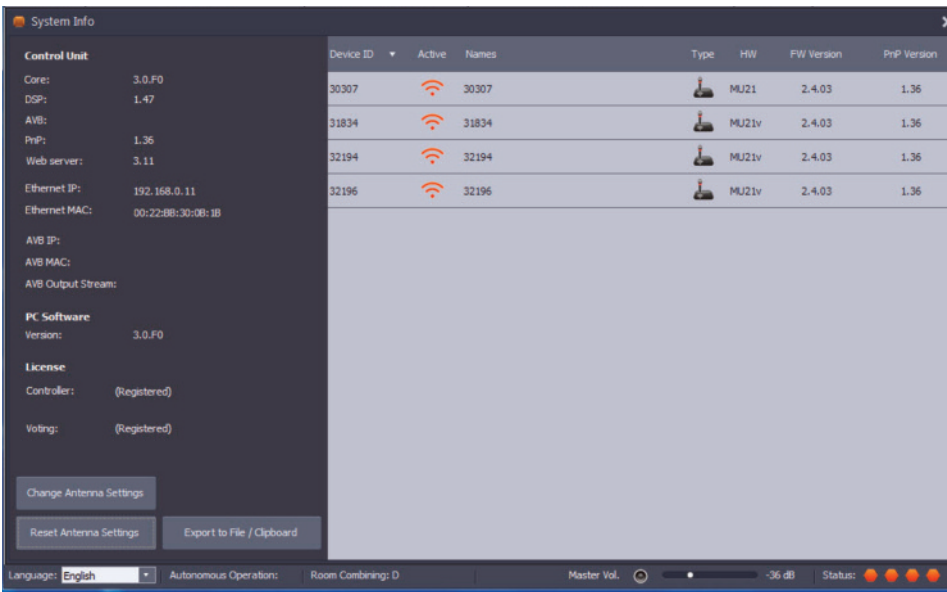 System Info
Control Unit
Core: 3.0.F0
DSP: 1.47
AVB:
PnP: 1.36
Web server: 3.11
Ethernet IP: 192.168.0.11
Ethernet MAC: 00:22:BB:30:0B:1B
AVB IP:
AVB MAC:
AVB Output Stream:
PC Software
Version: 3.0.F0
License
Controller: (Registered)
Voting: (Registered)
Change Antenna Settings
Reset Antenna Settings Export to File / Clipboard
Device ID Active Names Type HW FW Version PnP Version
30307 30307 MU21 2.4.03 1.36
31834 31834 MU21v 2.4.03 1.36
32194 32194 MU21v 2.4.03 1.36
32196 32196 MU21v 2.4.03 1.36
Language: English Autonomous Operation: Room Combining: D Master Vol. -36 dB Status: